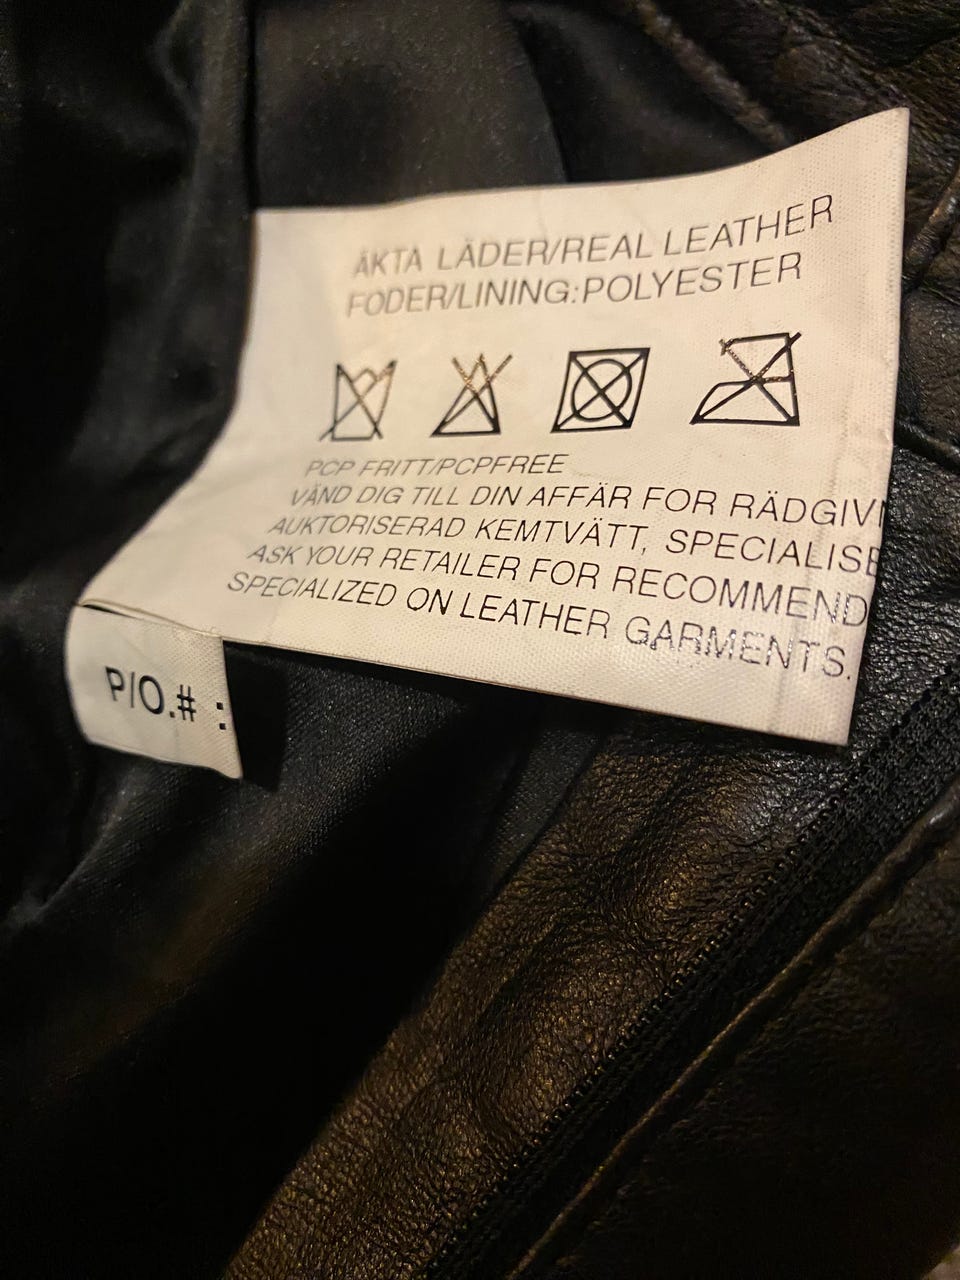 ÄKTA LÄDER/REAL LEATHER
FODER/LINING:POLYESTER
PCP FRITT/PCPFREE
VÄND DIG TILL DIN AFFÄR FOR RÄDGIV
AUKTORISERAD KEMTVÄTT, SPECIALISE
ASK YOUR RETAILER FOR RECOMMEND
SPECIALIZED ON LEATHER GARMENTS.
P/O.# :